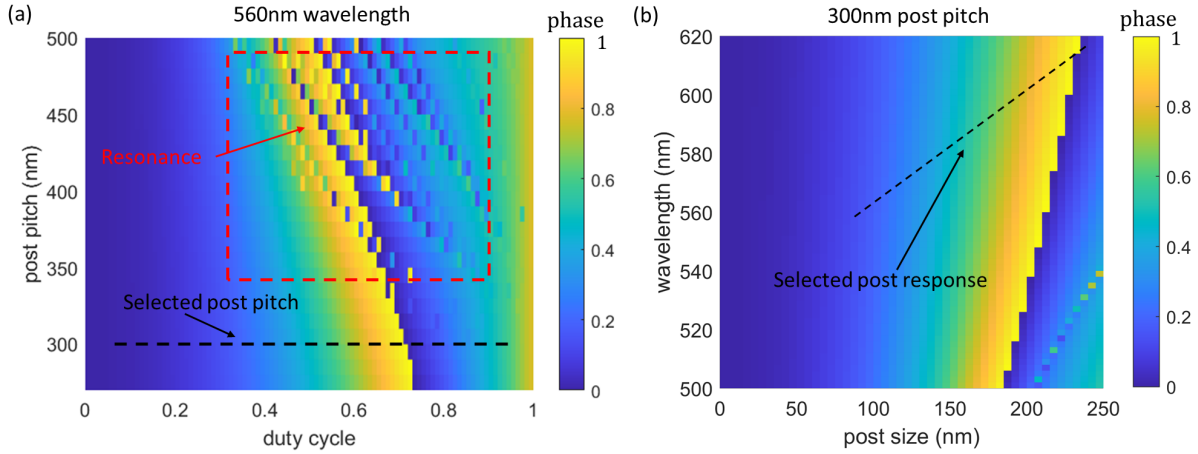 (a)
560nm wavelength
phase
500
450
400
350
300
post pitch (nm)
Resonance
Selected post pitch
0
0.2
0.4
0.6
0.8
1
duty cycle
1
0.8
0.6
0.4
0.2
0
(b)
300nm post pitch
phase
620
600
580
560
540
520
500
wavelength (nm)
Selected post response
0
50
100
150
200
250
post size (nm)
1
0.8
0.6
0.4
0.2
0